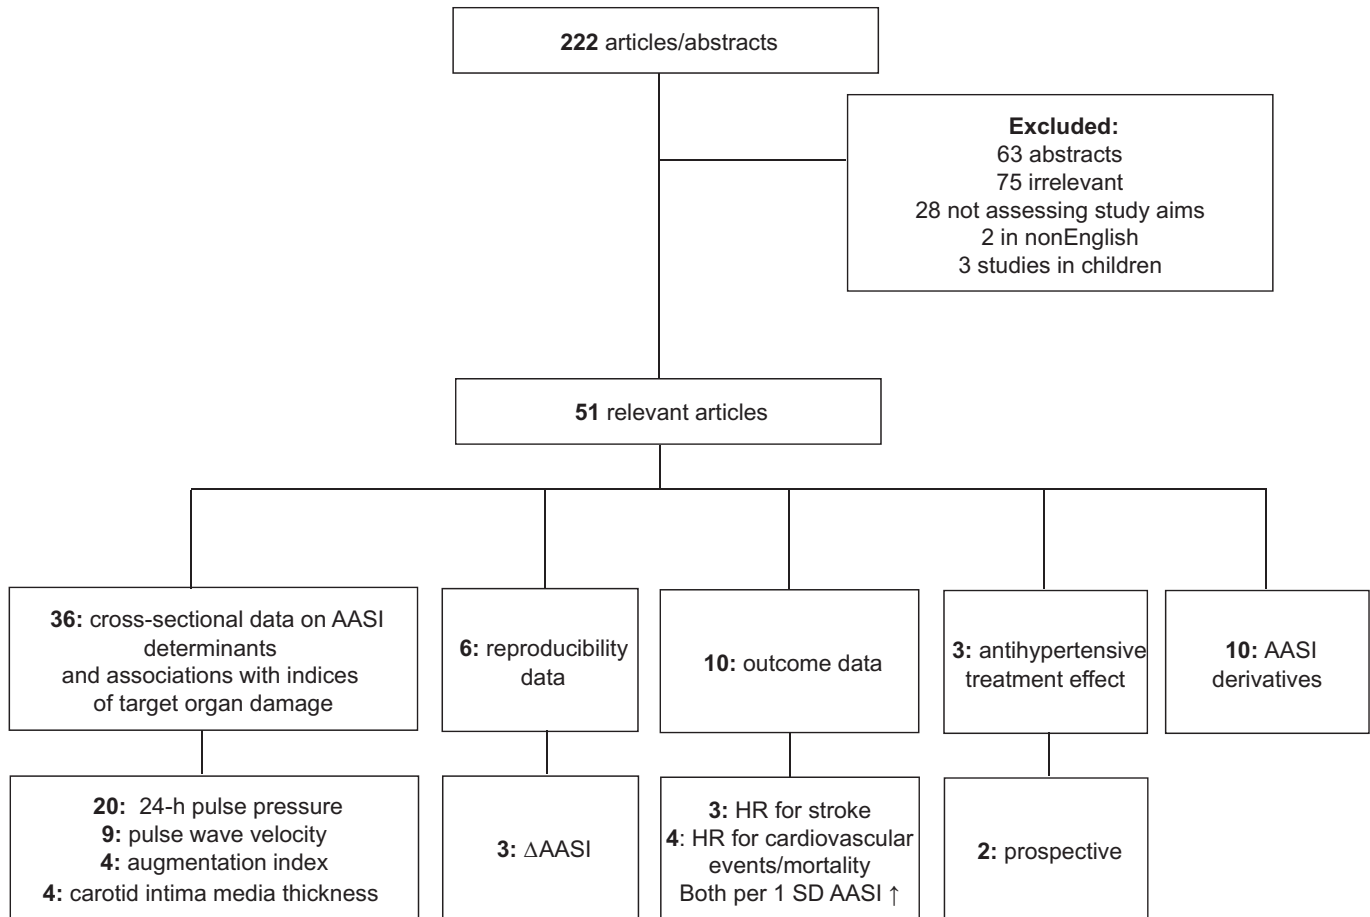 222 articles/abstracts
Excluded:
63 abstracts
75 irrelevant
28 not assessing study aims
2 in nonEnglish
3 studies in children
51 relevant articles
36: cross-sectional data on AASI
determinants
and associations with indices
of target organ damage
6: reproducibility
data
10: outcome data
3: antihypertensive
treatment effect
10: AASI
derivatives
20: 24-h pulse pressure
9: pulse wave velocity
4: augmentation index
4: carotid intima media thickness
3: ΔAASI
3: HR for stroke
4: HR for cardiovascular
events/mortality
Both per 1 SD AASI ↑
2: prospective